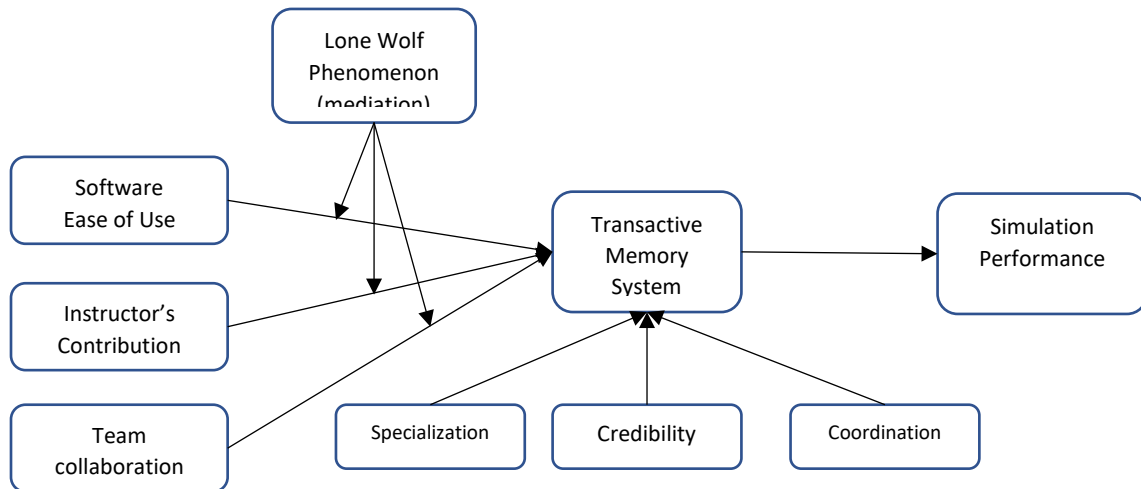 Lone Wolf
Phenomenon
(mediation)
Software
Ease of Use
Transactive
Memory
System
Simulation
Performance
Instructor’s
Contribution
Team
collaboration
Specialization
Credibility
Coordination